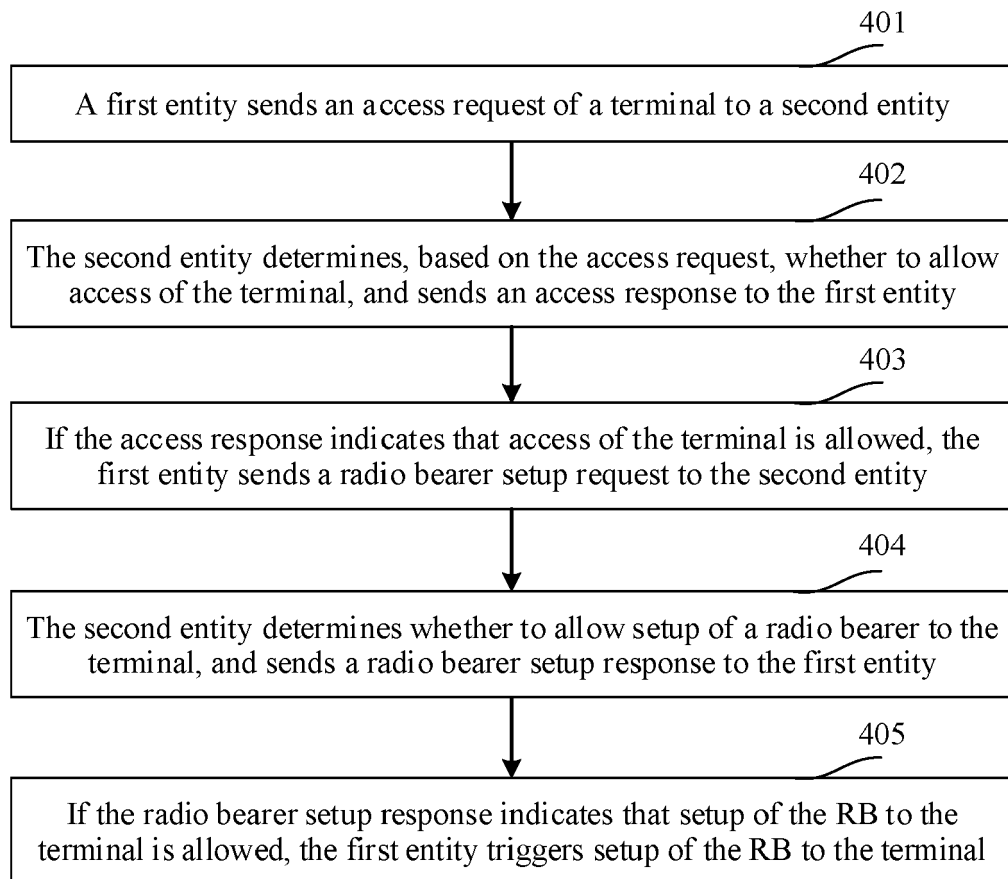 401
A first entity sends an access request of a terminal to a second entity
402
The second entity determines, based on the access request, whether to allow
access of the terminal, and sends an access response to the first entity
403
If the access response indicates that access of the terminal is allowed, the
first entity sends a radio bearer setup request to the second entity
404
The second entity determines whether to allow setup of a radio bearer to the
terminal, and sends a radio bearer setup response to the first entity
405
If the radio bearer setup response indicates that setup of the RB to the
terminal is allowed, the first entity triggers setup of the RB to the terminal